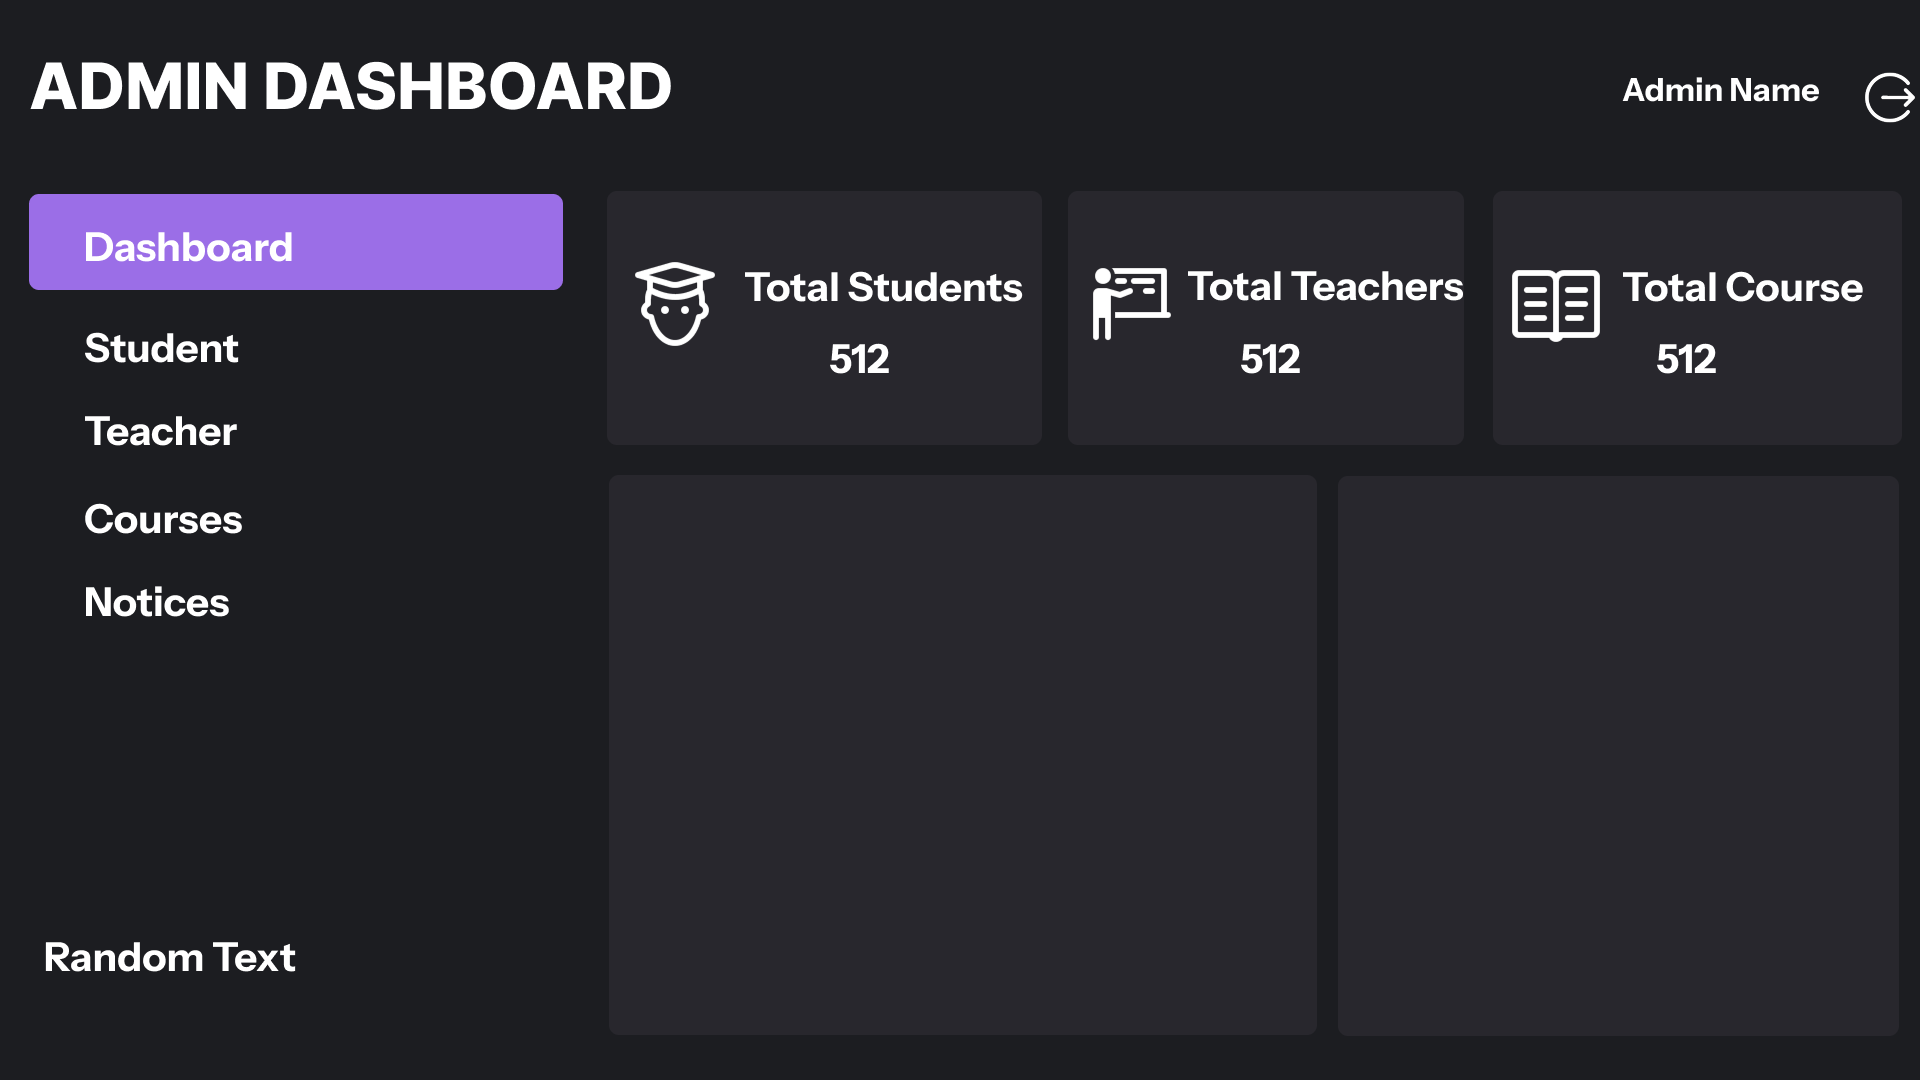 ADMIN DASHBOARD
Admin Name
Dashboard
Student
Teacher
Courses
Notices
Random Text
Total Students
512
Total Teachers
512
Total Course
512